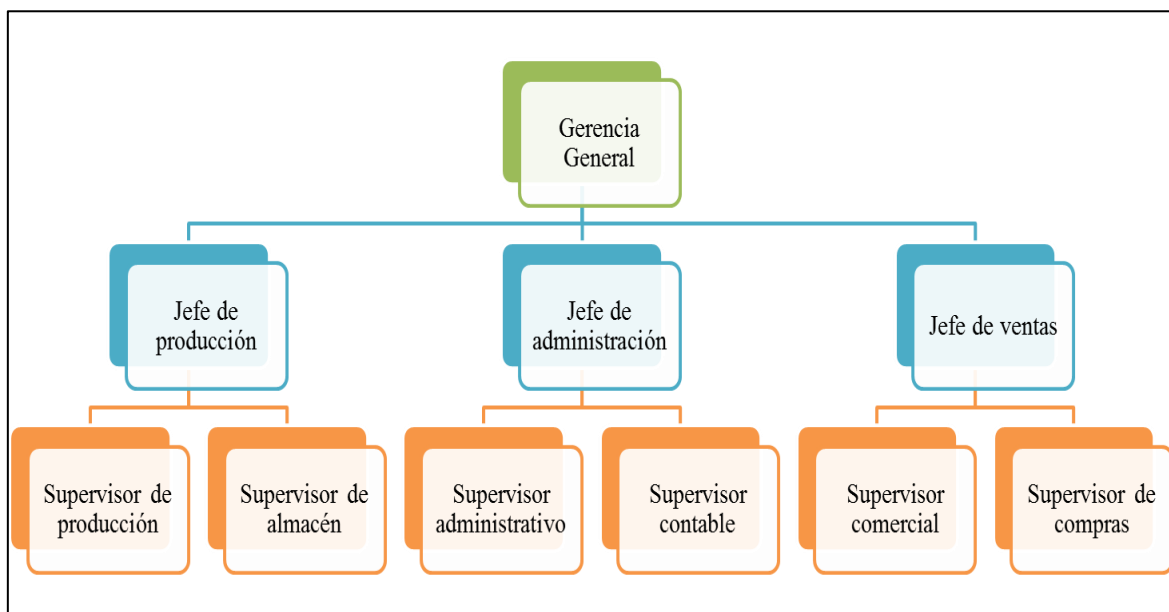 Gerencia
General
Jefe de
producción
Jefe de
administración
Jefe de ventas
Supervisor de
producción
Supervisor de
almacén
Supervisor
administrativo
Supervisor
contable
Supervisor
comercial
Supervisor de
compras